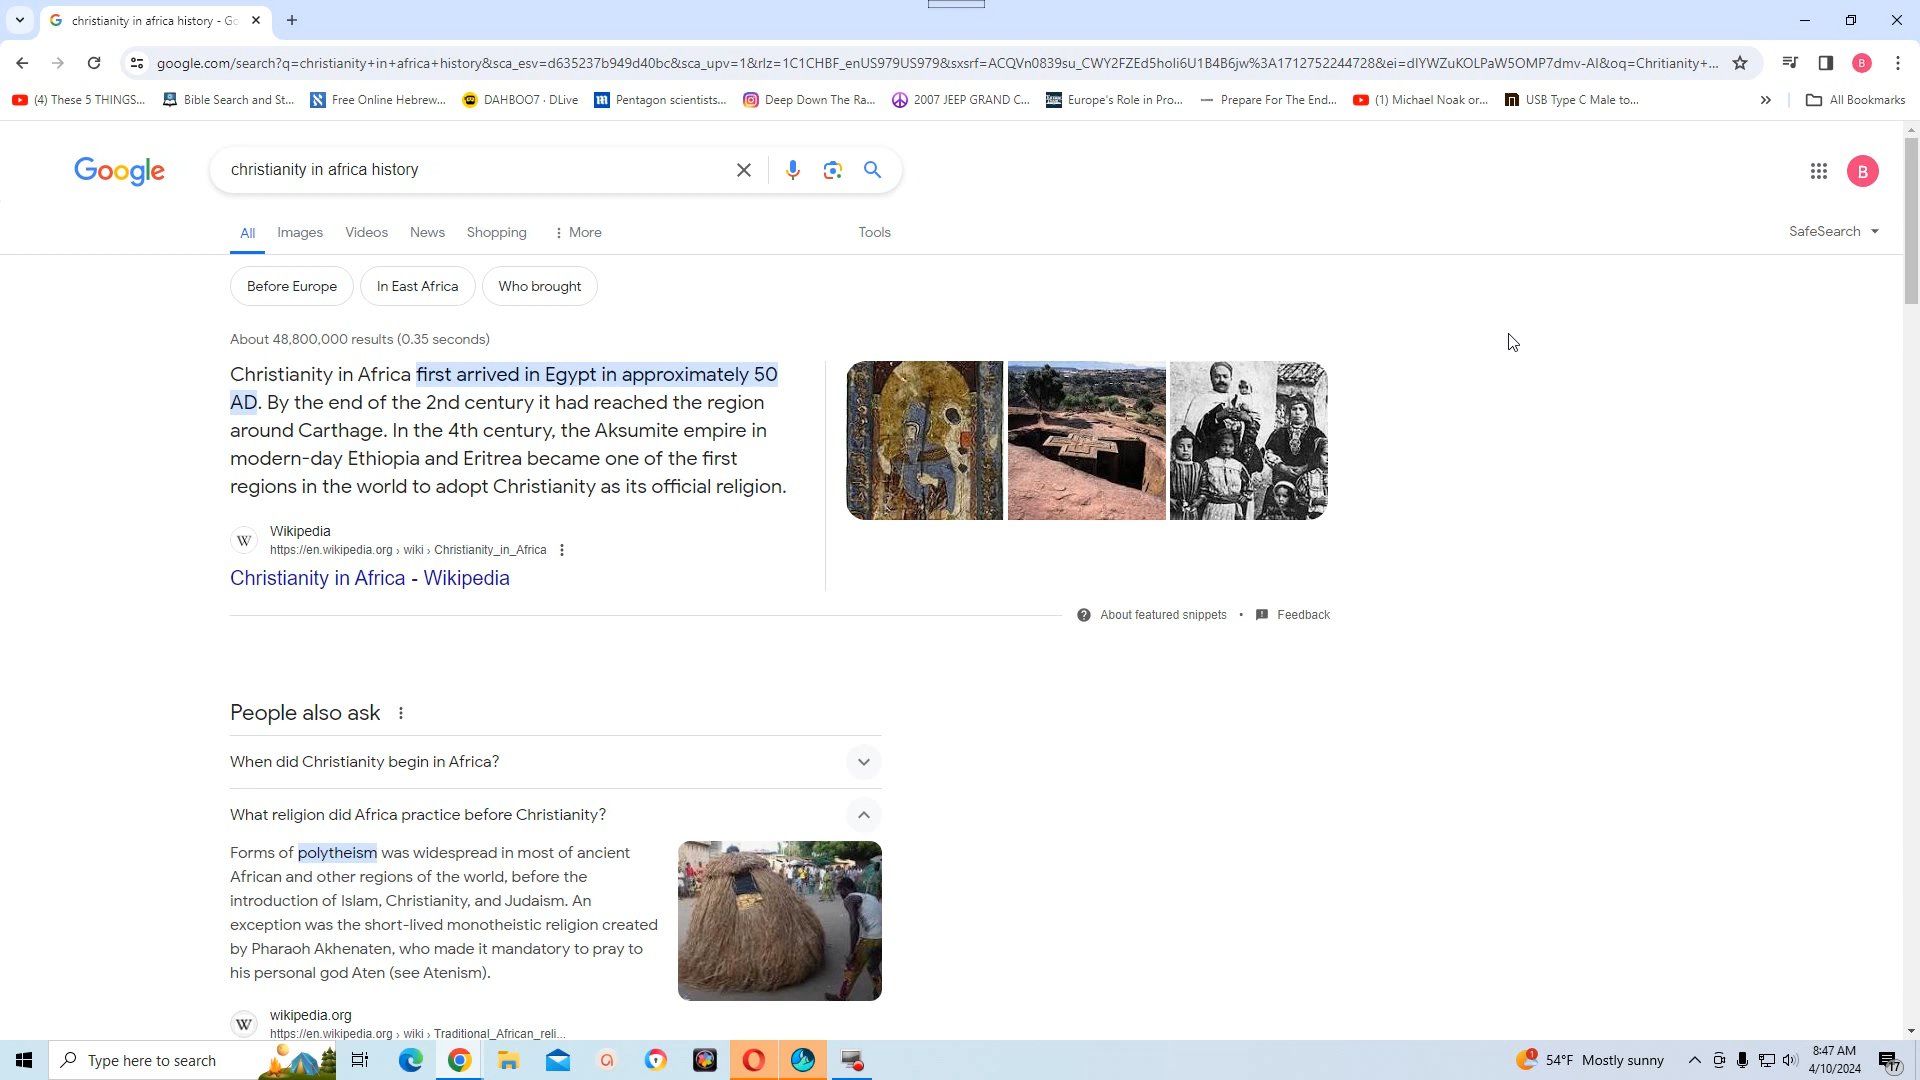 christianity in africa history - Go
google.com/search?q=christianity+in+africa+history&sca_esv=d635237b949d40bc&sca_upv=1&rlz=1C1CHBF_enUS979US979&sxsrf=ACQVn0839su_CWY2FZEd5holi6U1B4B6jw%3A1712752244728&ei=dIYWZuKOLPaW5OMP7dmv-AI&oq=Chritianity+...
B
(4) These 5 THINGS...
Bible Search and St...
Free Online Hebrew...
DAHBOO7 · DLive
Pentagon scientists...
Deep Down The Ra...
2007 JEEP GRAND C...
Europe's Role in Pro...
Prepare For The End...
(1) Michael Noak or...
USB Type C Male to...
All Bookmarks
Google
christianity in africa history
B
All
Images
Videos
News
Shopping
More
Tools
SafeSearch
Before Europe
In East Africa
Who brought
About 48,800,000 results (0.35 seconds)
Christianity in Africa first arrived in Egypt in approximately 50
AD. By the end of the 2nd century it had reached the region
around Carthage. In the 4th century, the Aksumite empire in
modern-day Ethiopia and Eritrea became one of the first
regions in the world to adopt Christianity as its official religion.
W
Wikipedia
https://en.wikipedia.org › wiki › Christianity_in_Africa
Christianity in Africa - Wikipedia
About featured snippets
•
Feedback
People also ask
When did Christianity begin in Africa?
What religion did Africa practice before Christianity?
Forms of polytheism was widespread in most of ancient
African and other regions of the world, before the
introduction of Islam, Christianity, and Judaism. An
exception was the short-lived monotheistic religion created
by Pharaoh Akhenaten, who made it mandatory to pray to
his personal god Aten (see Atenism).
W
wikipedia.org
https://en.wikipedia.org › wiki › Traditional_African_reli...
Type here to search
1
54°F Mostly sunny
8:47 AM
4/10/2024
17